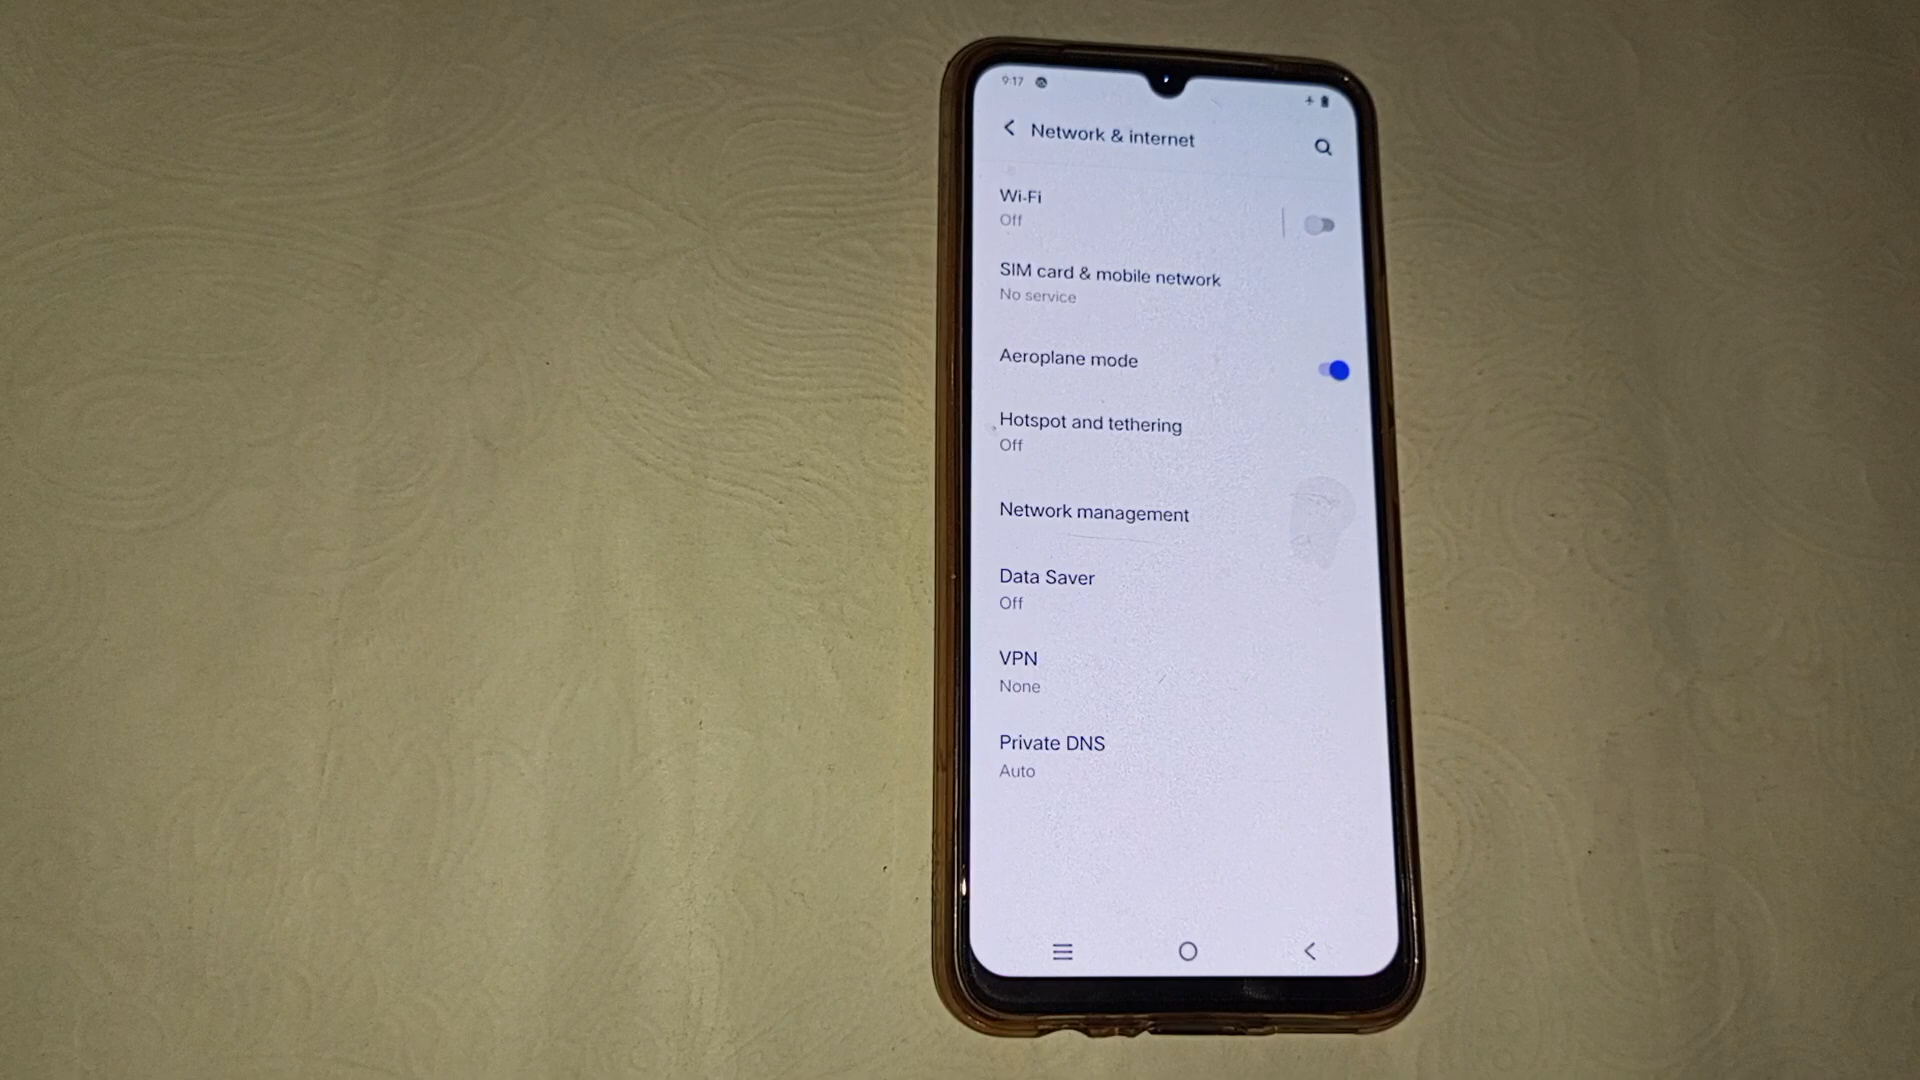 9:17
Network & internet
Wi-Fi
Off
SIM card & mobile network
No service
Aeroplane mode
Hotspot and tethering
Off
Network management
Data Saver
Off
VPN
None
Private DNS
Auto